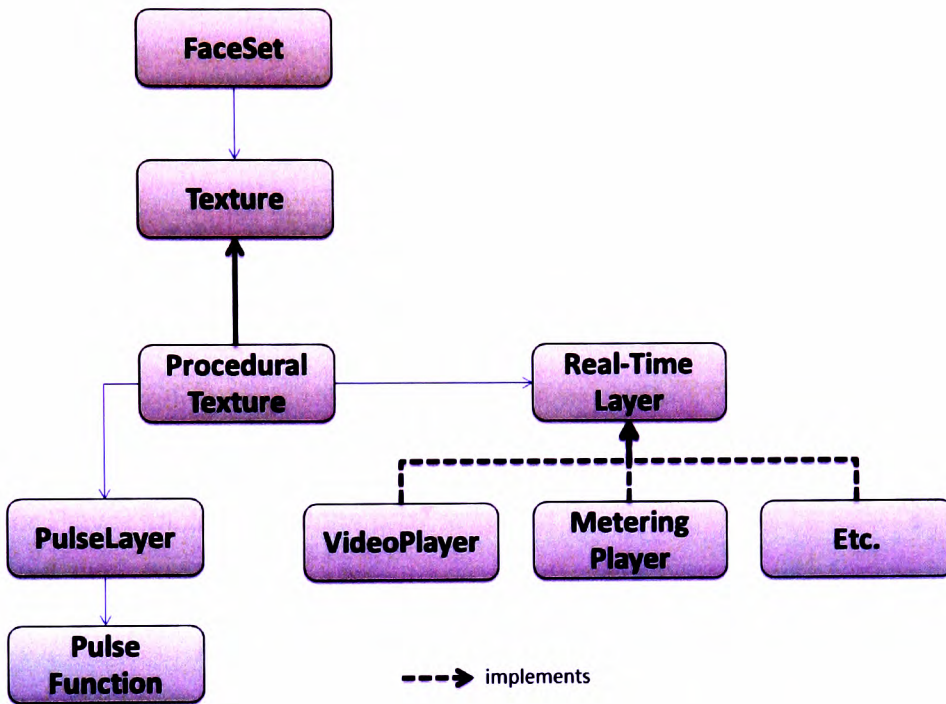 FaceSet
Texture
Procedural
Texture
Real-Time
Layer
PulseLayer
VideoPlayer
Metering
Player
Etc.
Pulse
Function
implements